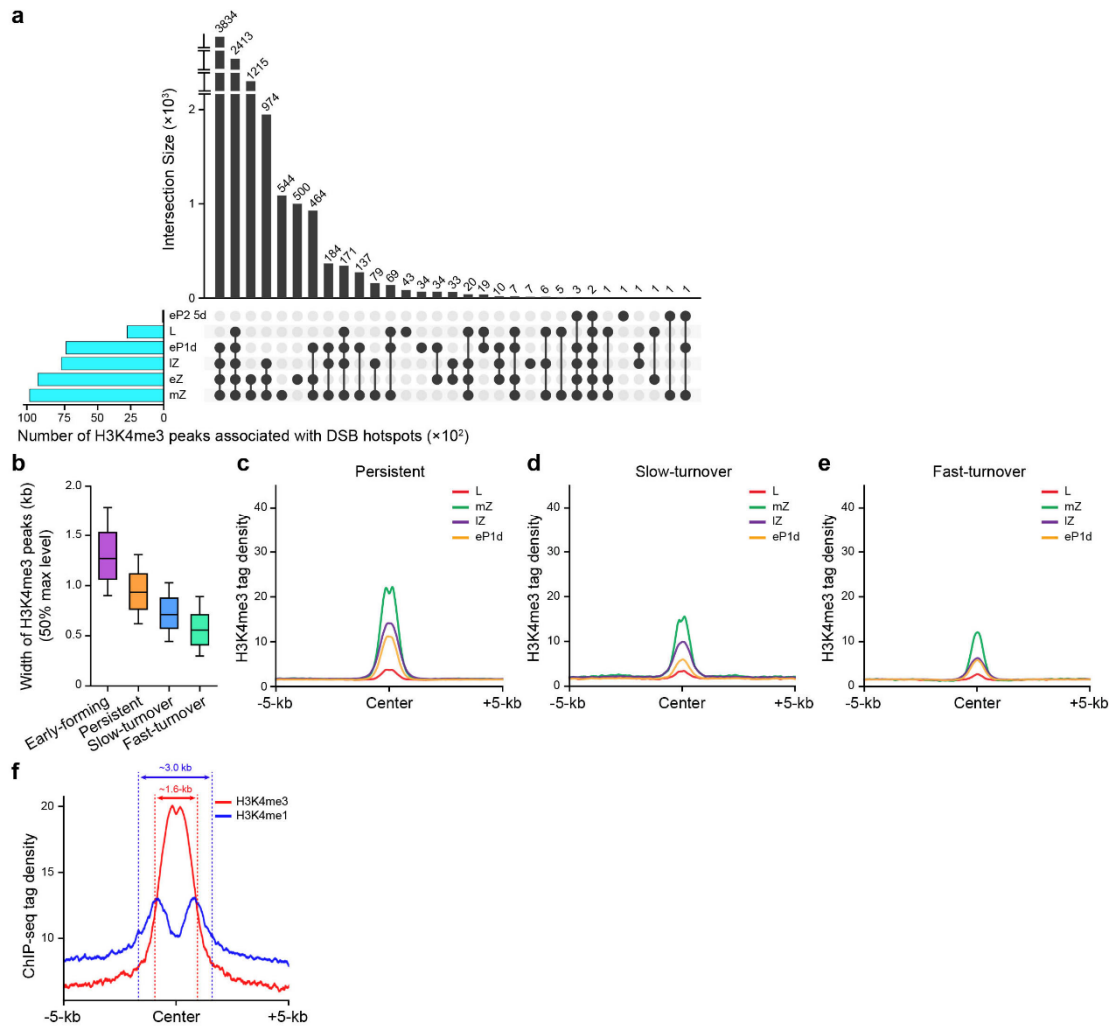 a
3834
2413
1215
974
544
500
464
184
171
137
79
69
43
34
34
33
20
19
10
7
7
6
5
3
2
1
1
1
1
1
Intersection Size (×10³)
2
1
0
eP2 5d
L
eP1d
lZ
eZ
mZ
100 75 50 25 0
Number of H3K4me3 peaks associated with DSB hotspots (×10²)
b
Width of H3K4me3 peaks (kb)
(50% max level)
2.0
1.5
1.0
0.5
0
Early-forming
Persistent
Slow-turnover
Fast-turnover
c
Persistent
H3K4me3 tag density
40
30
20
10
0
L
mZ
lZ
eP1d
-5-kb Center +5-kb
d
Slow-turnover
H3K4me3 tag density
40
30
20
10
0
L
mZ
lZ
eP1d
-5-kb Center +5-kb
e
Fast-turnover
H3K4me3 tag density
40
30
20
10
0
L
mZ
lZ
eP1d
-5-kb Center +5-kb
f
~3.0 kb
~1.6-kb
H3K4me3
H3K4me1
ChIP-seq tag density
20
15
10
-5-kb Center +5-kb